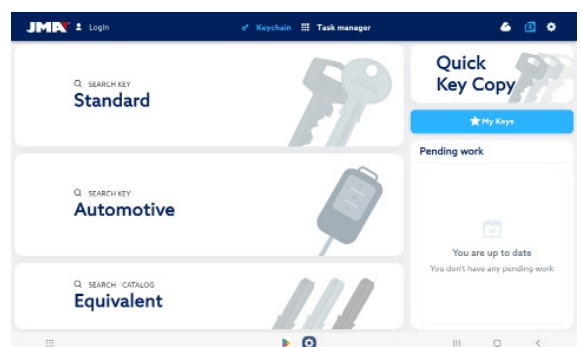 JMA Login Keychain Task manager
SEARCH KEY
Standard
SEARCH KEY
Automotive
SEARCH · CATALOG
Equivalent
Quick
Key Copy
My Keys
Pending work
You are up to date
You don't have any pending work